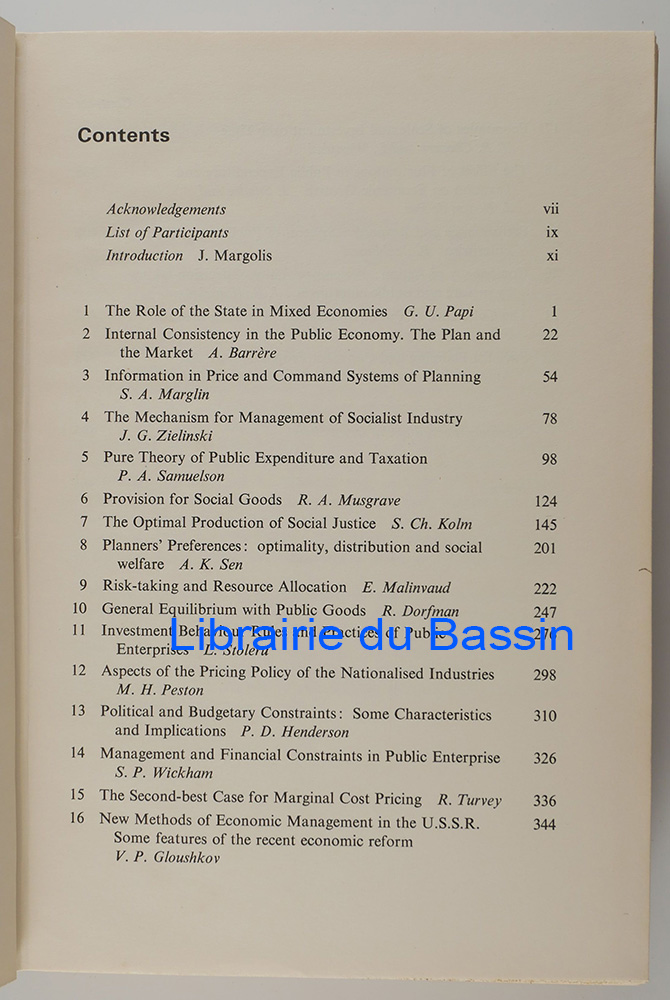 Contents
Acknowledgements vii
List of Participants ix
Introduction J. Margolis xi
1 The Role of the State in Mixed Economies G. U. Papi 1
2 Internal Consistency in the Public Economy. The Plan and 22
the Market A. Barrère
3 Information in Price and Command Systems of Planning 54
S. A. Marglin
4 The Mechanism for Management of Socialist Industry 78
J. G. Zielinski
5 Pure Theory of Public Expenditure and Taxation 98
P. A. Samuelson
6 Provision for Social Goods R. A. Musgrave 124
7 The Optimal Production of Social Justice S. Ch. Kolm 145
8 Planners' Preferences: optimality, distribution and social 201
welfare A. K. Sen
9 Risk-taking and Resource Allocation E. Malinvaud 222
10 General Equilibrium with Public Goods R. Dorfman 247
11 Investment Behaviour Rules and Practices of Public
Librairie du Bassin
Enterprises L. Stoleru
12 Aspects of the Pricing Policy of the Nationalised Industries 298
M. H. Peston
13 Political and Budgetary Constraints: Some Characteristics 310
and Implications P. D. Henderson
14 Management and Financial Constraints in Public Enterprise 326
S. P. Wickham
15 The Second-best Case for Marginal Cost Pricing R. Turvey 336
16 New Methods of Economic Management in the U.S.S.R. 344
Some features of the recent economic reform
V. P. Gloushkov